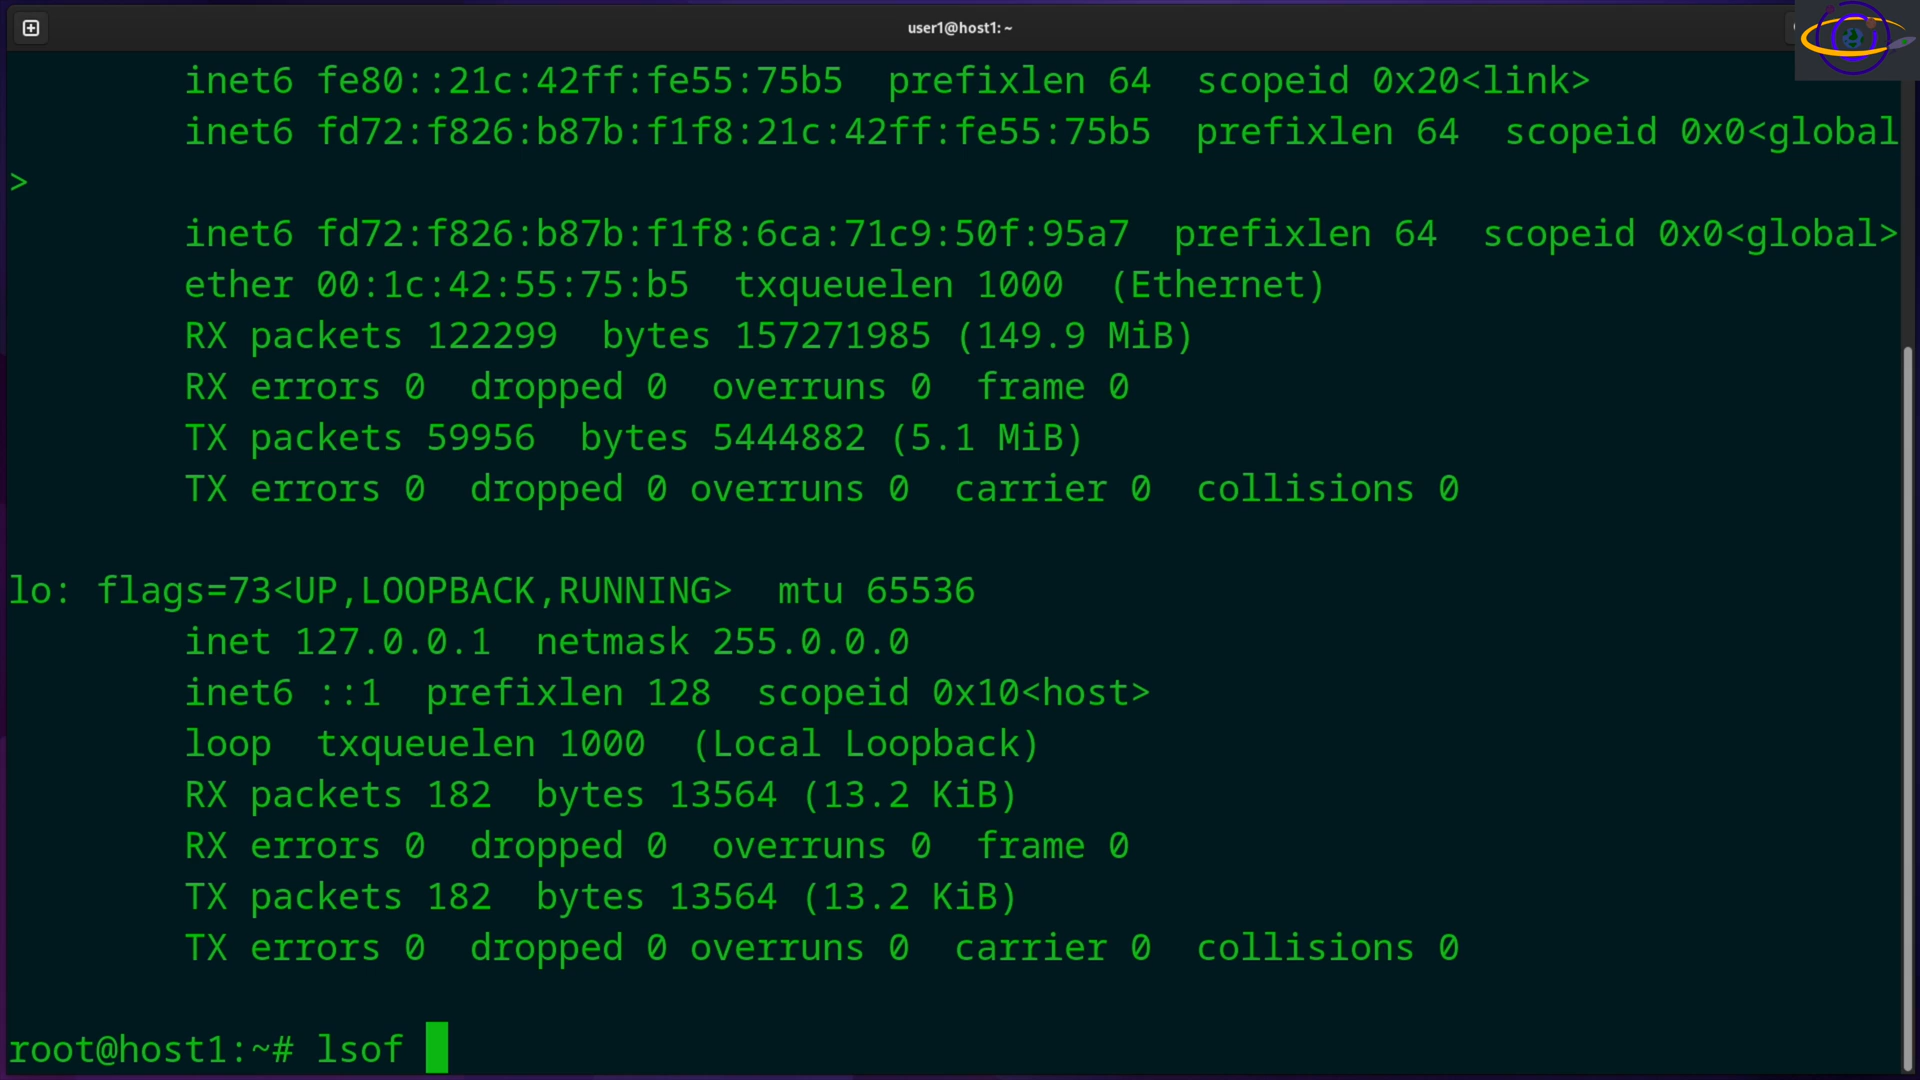 user1@host1: ~
inet6 fe80::21c:42ff:fe55:75b5  prefixlen 64  scopeid 0x20<link>
inet6 fd72:f826:b87b:f1f8:21c:42ff:fe55:75b5  prefixlen 64  scopeid 0x0<global
>
inet6 fd72:f826:b87b:f1f8:6ca:71c9:50f:95a7  prefixlen 64  scopeid 0x0<global>
ether 00:1c:42:55:75:b5  txqueuelen 1000  (Ethernet)
RX packets 122299  bytes 157271985 (149.9 MiB)
RX errors 0  dropped 0  overruns 0  frame 0
TX packets 59956  bytes 5444882 (5.1 MiB)
TX errors 0  dropped 0 overruns 0  carrier 0  collisions 0
lo: flags=73<UP,LOOPBACK,RUNNING>  mtu 65536
inet 127.0.0.1  netmask 255.0.0.0
inet6 ::1  prefixlen 128  scopeid 0x10<host>
loop  txqueuelen 1000  (Local Loopback)
RX packets 182  bytes 13564 (13.2 KiB)
RX errors 0  dropped 0  overruns 0  frame 0
TX packets 182  bytes 13564 (13.2 KiB)
TX errors 0  dropped 0 overruns 0  carrier 0  collisions 0
root@host1:~# lsof